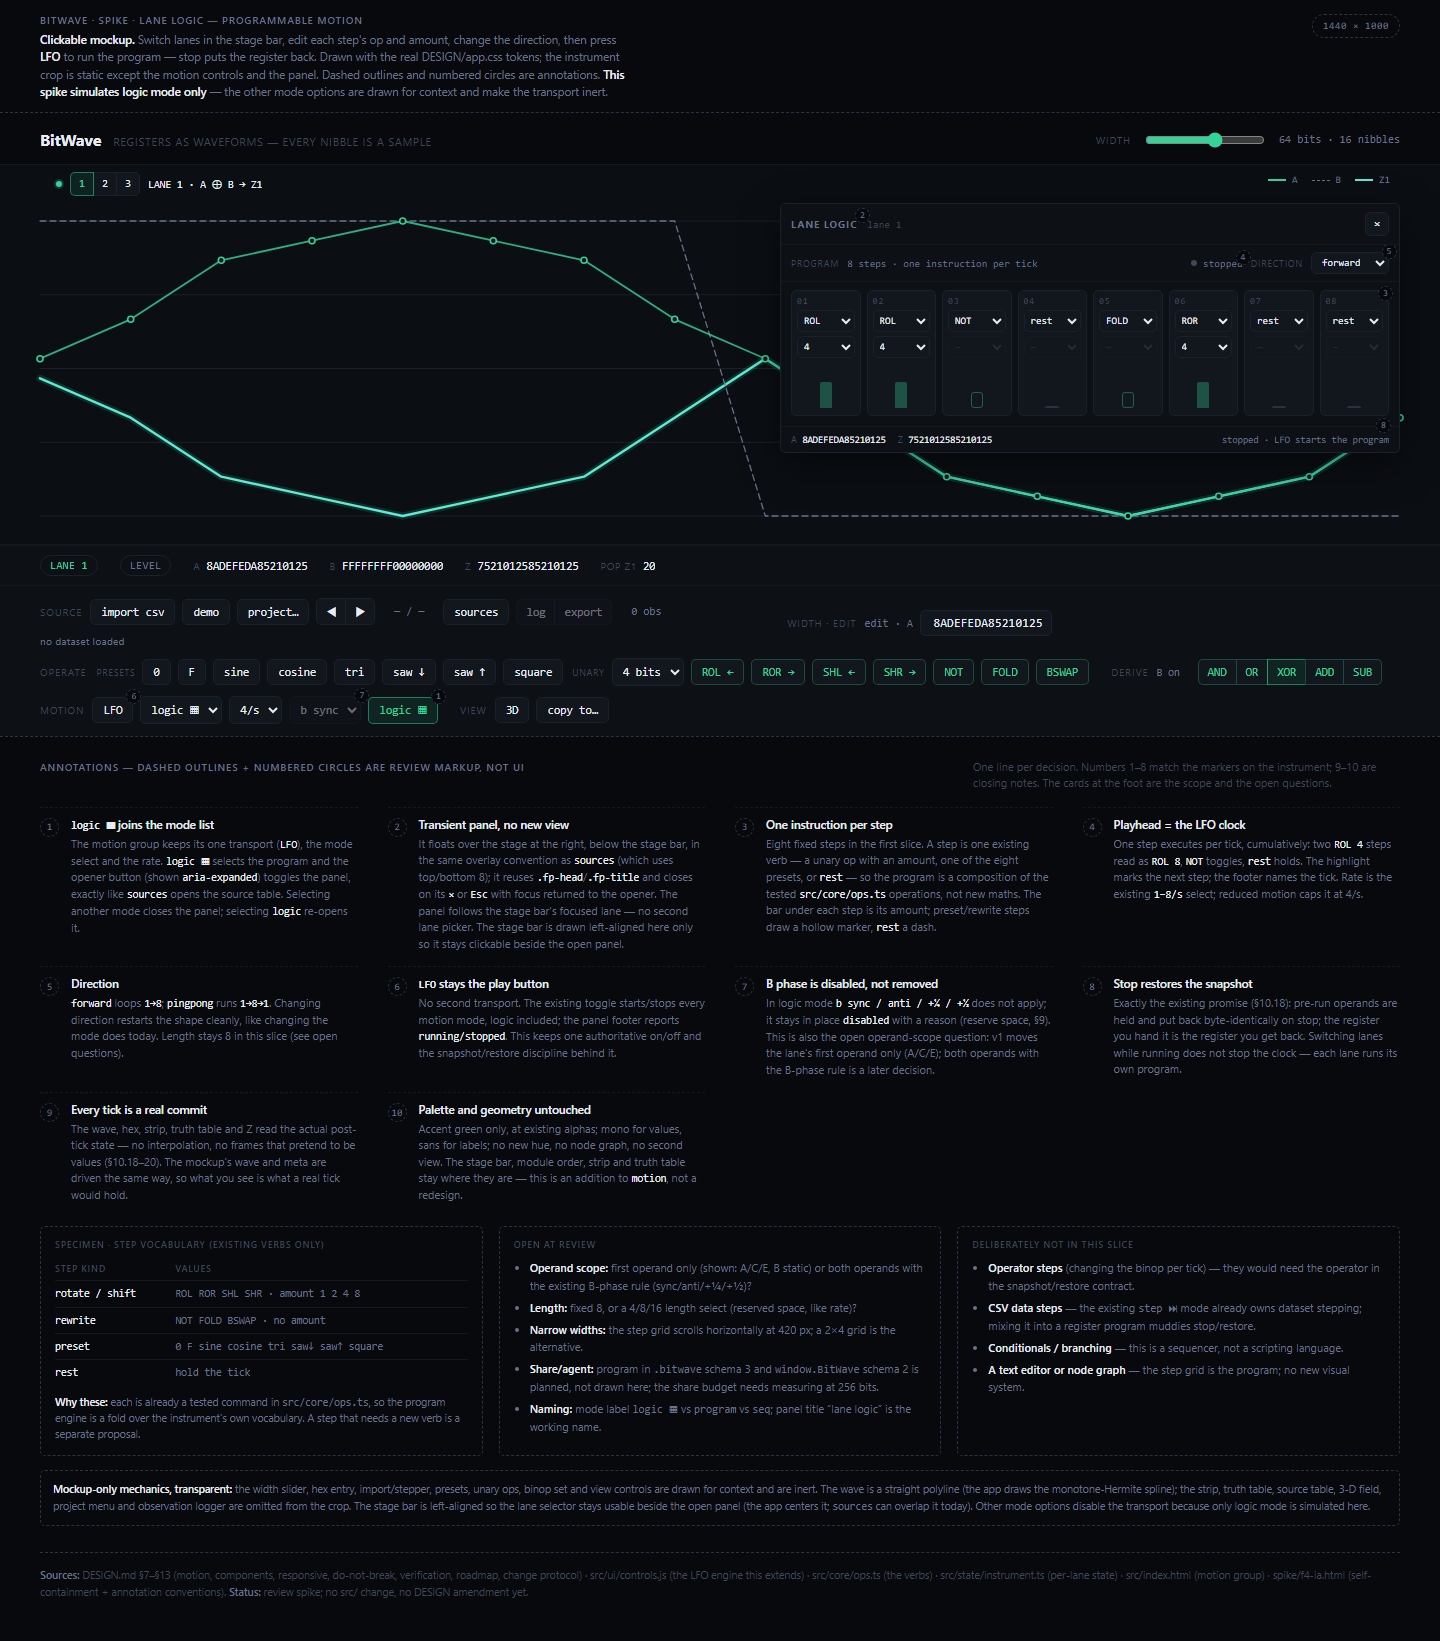 BITWAVE · SPIKE · LANE LOGIC — PROGRAMMABLE MOTION
1440 × 1000
Clickable mockup. Switch lanes in the stage bar, edit each step's op and amount, change the direction, then press
LFO to run the program — stop puts the register back. Drawn with the real DESIGN/app.css tokens; the instrument
crop is static except the motion controls and the panel. Dashed outlines and numbered circles are annotations. This
spike simulates logic mode only — the other mode options are drawn for context and make the transport inert.
BitWave REGISTERS AS WAVEFORMS — EVERY NIBBLE IS A SAMPLE
WIDTH 64 bits · 16 nibbles
1 2 3 LANE 1 · A ⊕ B → Z1
A B Z1
LANE LOGIC 2 lane 1 ×
PROGRAM 8 steps · one instruction per tick stopped 4 DIRECTION forward 5
01 02 03 04 05 06 07 08 3
ROL ROL NOT rest FOLD ROR rest rest
4 4 – – – 4 – –
8
A 8ADEFEDA85210125 Z 7521012585210125 stopped · LFO starts the program
LANE 1 LEVEL A 8ADEFEDA85210125 B FFFFFFFF00000000 Z 7521012585210125 POP Z1 20
SOURCE import csv demo project… ◀ ▶ — / — sources log export 0 obs
WIDTH · EDIT edit · A 8ADEFEDA85210125
no dataset loaded
OPERATE PRESETS 0 F sine cosine tri saw ↓ saw ↑ square UNARY 4 bits ROL ← ROR → SHL ← SHR → NOT FOLD BSWAP DERIVE B on AND OR XOR ADD SUB
MOTION LFO 6 logic ▦ 4/s b sync 7 logic ▦ 1 VIEW 3D copy to…
ANNOTATIONS — DASHED OUTLINES + NUMBERED CIRCLES ARE REVIEW MARKUP, NOT UI
One line per decision. Numbers 1–8 match the markers on the instrument; 9–10 are
closing notes. The cards at the foot are the scope and the open questions.
1 logic ▦ joins the mode list
The motion group keeps its one transport (LFO), the mode
select and the rate. logic ▦ selects the program and the
opener button (shown aria-expanded) toggles the panel,
exactly like sources opens the source table. Selecting
another mode closes the panel; selecting logic re-opens
it.
2 Transient panel, no new view
It floats over the stage at the right, below the stage bar, in
the same overlay convention as sources (which uses
top/bottom 8); it reuses .fp-head/.fp-title and closes
on its × or Esc with focus returned to the opener. The
panel follows the stage bar's focused lane — no second
lane picker. The stage bar is drawn left-aligned here only
so it stays clickable beside the open panel.
3 One instruction per step
Eight fixed steps in the first slice. A step is one existing
verb — a unary op with an amount, one of the eight
presets, or rest — so the program is a composition of the
tested src/core/ops.ts operations, not new maths. The
bar under each step is its amount; preset/rewrite steps
draw a hollow marker, rest a dash.
4 Playhead = the LFO clock
One step executes per tick, cumulatively: two ROL 4 steps
read as ROL 8, NOT toggles, rest holds. The highlight
marks the next step; the footer names the tick. Rate is the
existing 1–8/s select; reduced motion caps it at 4/s.
5 Direction
forward loops 1→8; pingpong runs 1→8→1. Changing
direction restarts the shape cleanly, like changing the
mode does today. Length stays 8 in this slice (see open
questions).
6 LFO stays the play button
No second transport. The existing toggle starts/stops every
motion mode, logic included; the panel footer reports
running/stopped. This keeps one authoritative on/off and
the snapshot/restore discipline behind it.
7 B phase is disabled, not removed
In logic mode b sync / anti / +¼ / +½ does not apply;
it stays in place disabled with a reason (reserve space, §9).
This is also the open operand-scope question: v1 moves
the lane's first operand only (A/C/E); both operands with
the B-phase rule is a later decision.
8 Stop restores the snapshot
Exactly the existing promise (§10.18): pre-run operands are
held and put back byte-identically on stop; the register
you hand it is the register you get back. Switching lanes
while running does not stop the clock — each lane runs its
own program.
9 Every tick is a real commit
The wave, hex, strip, truth table and Z read the actual post-
tick state — no interpolation, no frames that pretend to be
values (§10.18–20). The mockup's wave and meta are
driven the same way, so what you see is what a real tick
would hold.
10 Palette and geometry untouched
Accent green only, at existing alphas; mono for values,
sans for labels; no new hue, no node graph, no second
view. The stage bar, module order, strip and truth table
stay where they are — this is an addition to motion, not a
redesign.
SPECIMEN · STEP VOCABULARY (EXISTING VERBS ONLY)
STEP KIND VALUES
rotate / shift ROL ROR SHL SHR · amount 1 2 4 8
rewrite NOT FOLD BSWAP · no amount
preset 0 F sine cosine tri saw↓ saw↑ square
rest hold the tick
Why these: each is already a tested command in src/core/ops.ts, so the program
engine is a fold over the instrument's own vocabulary. A step that needs a new verb is a
separate proposal.
OPEN AT REVIEW
• Operand scope: first operand only (shown: A/C/E, B static) or both operands with
the existing B-phase rule (sync/anti/+¼/+½)?
• Length: fixed 8, or a 4/8/16 length select (reserved space, like rate)?
• Narrow widths: the step grid scrolls horizontally at 420 px; a 2×4 grid is the
alternative.
• Share/agent: program in .bitwave schema 3 and window.BitWave schema 2 is
planned, not drawn here; the share budget needs measuring at 256 bits.
• Naming: mode label logic ▦ vs program vs seq; panel title "lane logic" is the
working name.
DELIBERATELY NOT IN THIS SLICE
• Operator steps (changing the binop per tick) — they would need the operator in
the snapshot/restore contract.
• CSV data steps — the existing step ⏭ mode already owns dataset stepping;
mixing it into a register program muddies stop/restore.
• Conditionals / branching — this is a sequencer, not a scripting language.
• A text editor or node graph — the step grid is the program; no new visual
system.
Mockup-only mechanics, transparent: the width slider, hex entry, import/stepper, presets, unary ops, binop set and view controls are drawn for context and are inert. The wave is a straight polyline (the app draws the monotone-Hermite spline); the strip, truth table, source table, 3-D field,
project menu and observation logger are omitted from the crop. The stage bar is left-aligned so the lane selector stays usable beside the open panel (the app centers it; sources can overlap it today). Other mode options disable the transport because only logic mode is simulated here.
Sources: DESIGN.md §7–§13 (motion, components, responsive, do-not-break, verification, roadmap, change protocol) · src/ui/controls.js (the LFO engine this extends) · src/core/ops.ts (the verbs) · src/state/instrument.ts (per-lane state) · src/index.html (motion group) · spike/f4-ia.html (self-
containment + annotation conventions). Status: review spike; no src/ change, no DESIGN amendment yet.